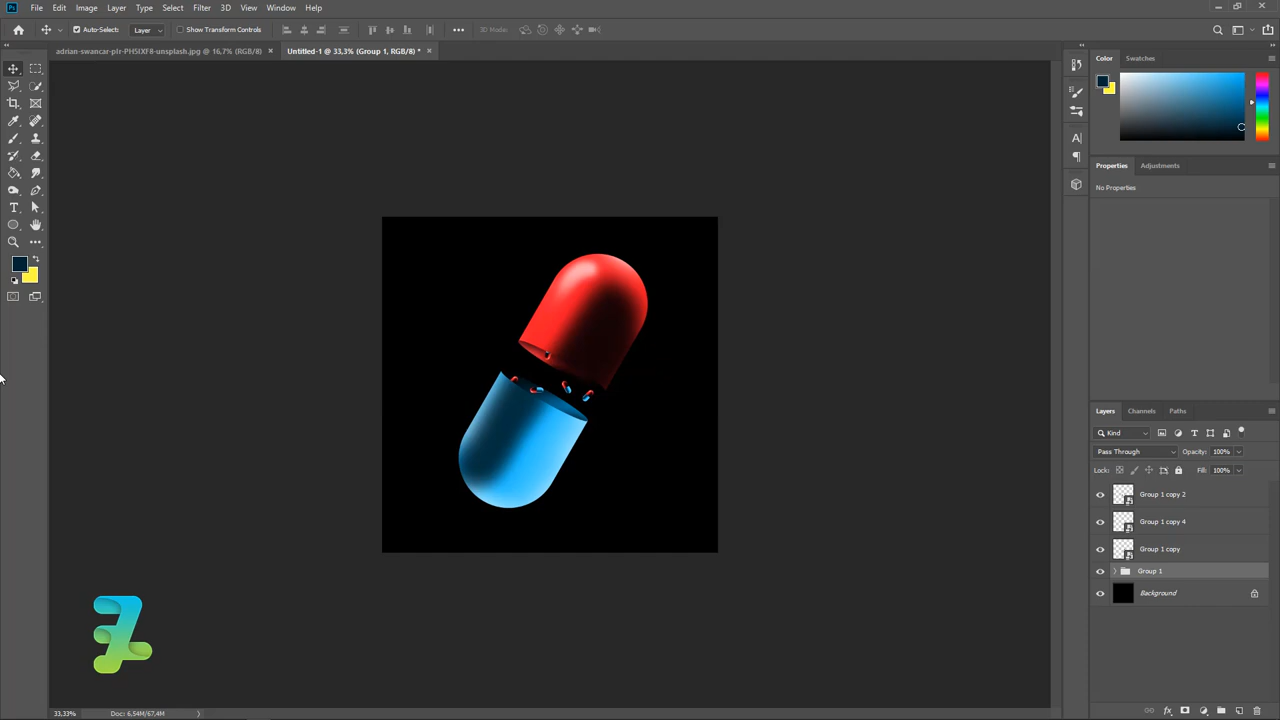 Ps File Edit Image Layer Type Select Filter 3D View Window Help
Auto-Select: Layer Show Transform Controls 3D Mode:
adrian-swancar-plr-PH5IXF8-unsplash.jpg @ 16,7% (RGB/8) Untitled-1 @ 33,3% (Group 1, RGB/8) *
Color Swatches
Properties Adjustments
No Properties
Layers Channels Paths
Kind
Pass Through Opacity: 100%
Lock: Fill: 100%
Group 1 copy 2
Group 1 copy 4
Group 1 copy
Group 1
Background
33,33% Doc: 6,54M/67,4M